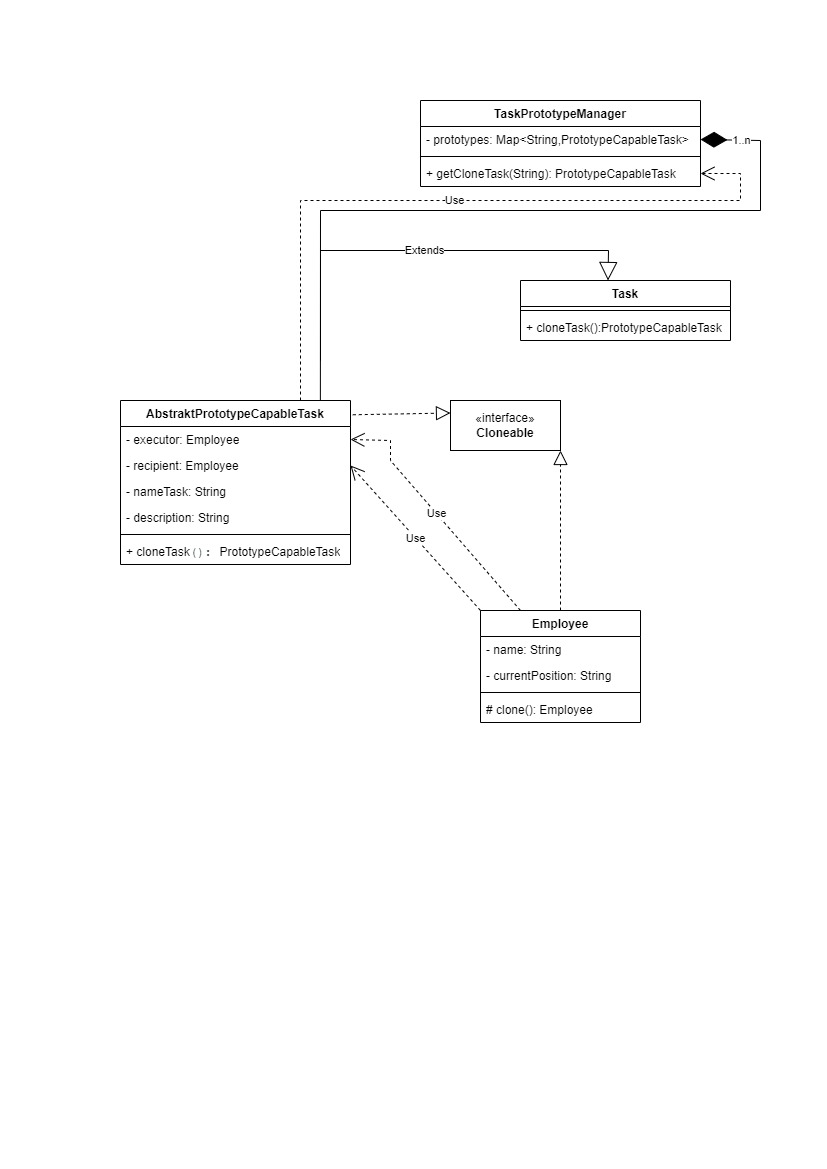 TaskPrototypeManager
- prototypes: Map<String,PrototypeCapableTask>
1..n
+ getCloneTask(String): PrototypeCapableTask
Use
Extends
Task
+ cloneTask():PrototypeCapableTask
AbstraktPrototypeCapableTask
- executor: Employee
- recipient: Employee
- nameTask: String
- description: String
+ cloneTask(): PrototypeCapableTask
«interface»
Cloneable
Use
Use
Employee
- name: String
- currentPosition: String
# clone(): Employee